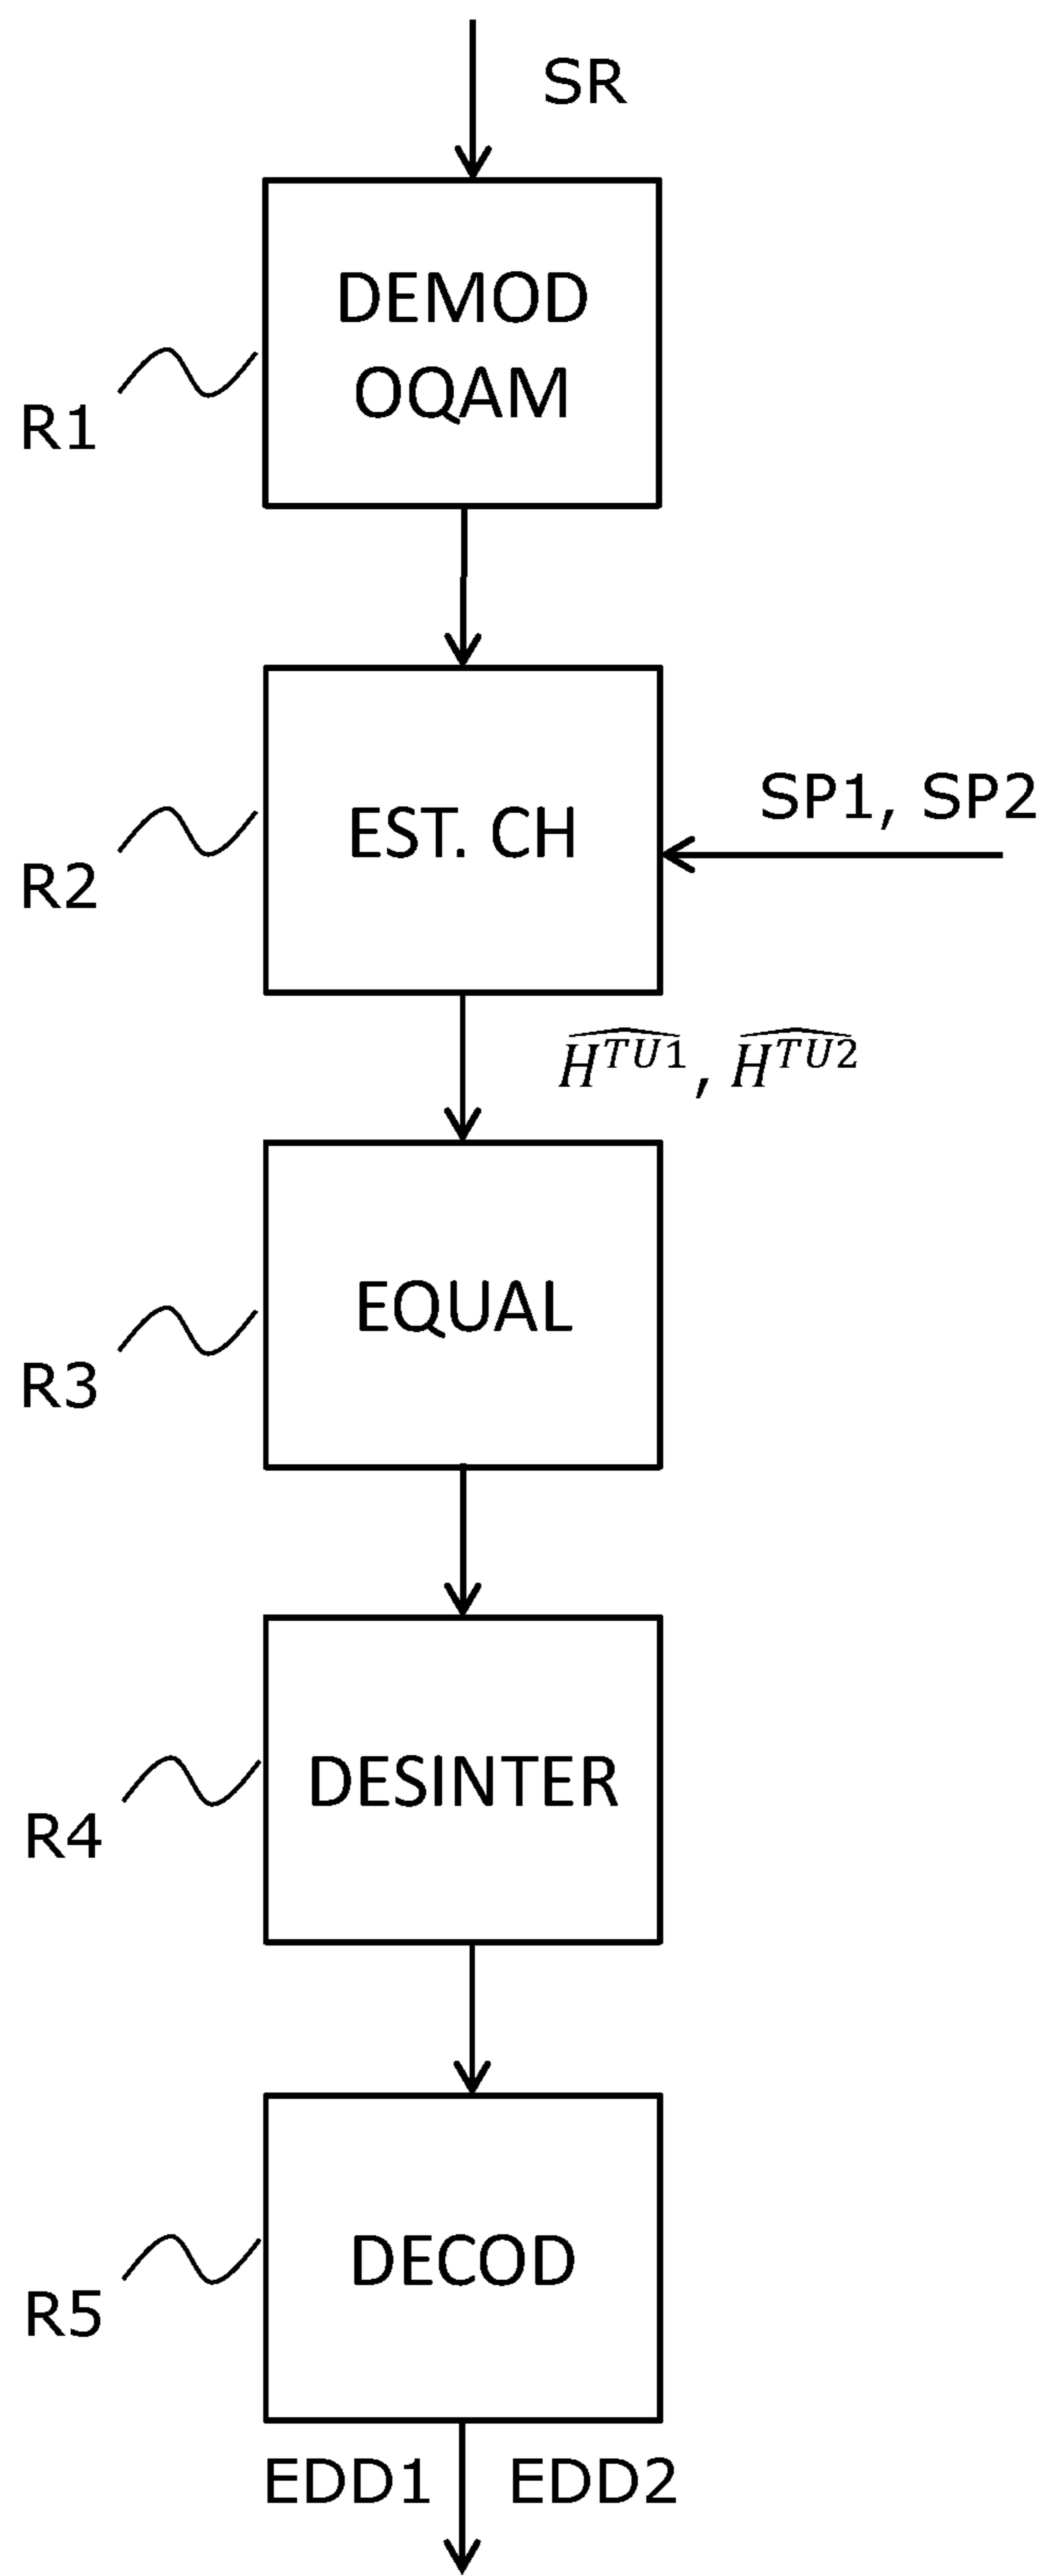 SR
DEMOD
OQAM
R1
SP1, SP2
EST. CH
R2
$\widehat{H^{TU1}}, \widehat{H^{TU2}}$
EQUAL
R3
DESINTER
R4
DECOD
R5
EDD1 EDD2